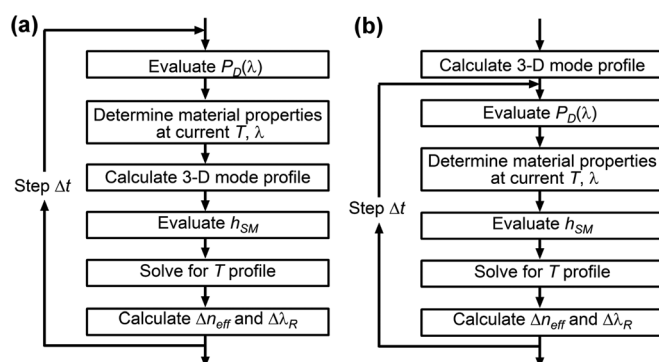 (a)
Evaluate P_D(λ)
Determine material properties
at current T, λ
Calculate 3-D mode profile
Step Δt
Evaluate h_SM
Solve for T profile
Calculate Δn_eff and Δλ_R
(b)
Calculate 3-D mode profile
Evaluate P_D(λ)
Determine material properties
at current T, λ
Step Δt
Evaluate h_SM
Solve for T profile
Calculate Δn_eff and Δλ_R